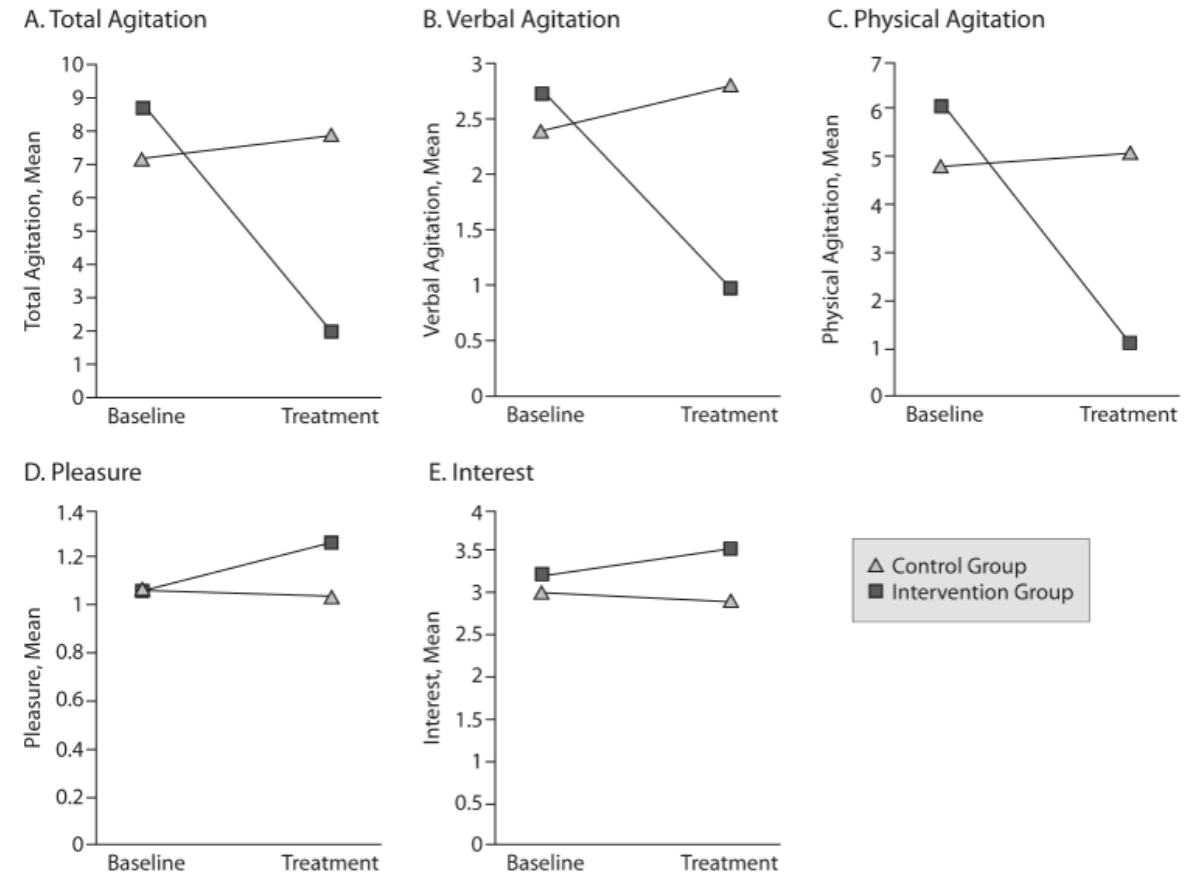 A. Total Agitation
Total Agitation, Mean
10
9
8
7
6
5
4
3
2
1
0
Baseline Treatment
B. Verbal Agitation
Verbal Agitation, Mean
3
2.5
2
1.5
1
0.5
0
Baseline Treatment
C. Physical Agitation
Physical Agitation, Mean
7
6
5
4
3
2
1
0
Baseline Treatment
D. Pleasure
Pleasure, Mean
1.4
1.2
1
0.8
0.6
0.4
0.2
0
Baseline Treatment
E. Interest
Interest, Mean
4
3.5
3
2.5
2
1.5
1
0.5
0
Baseline Treatment
Control Group
Intervention Group